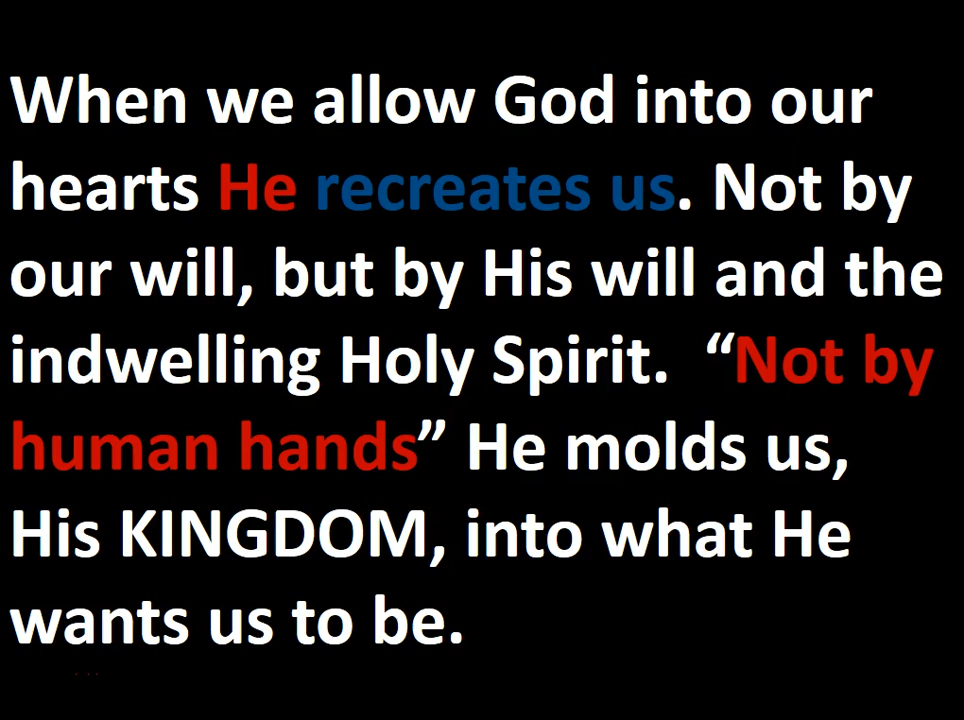 When we allow God into our
hearts He recreates us. Not by
our will, but by His will and the
indwelling Holy Spirit.  “Not by
human hands” He molds us,
His KINGDOM, into what He
wants us to be.